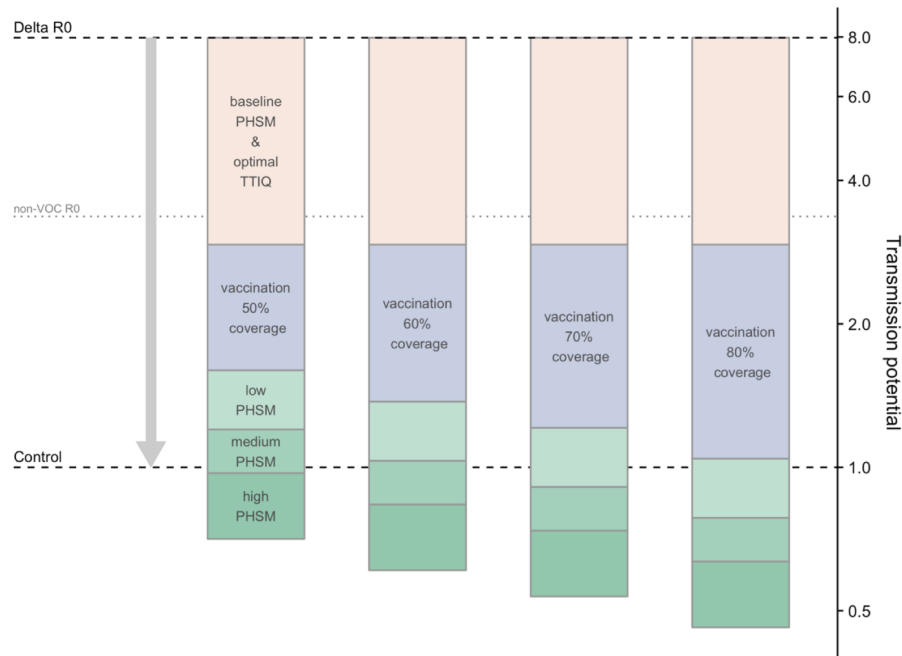 Delta R0
8.0
baseline
PHSM
&
optimal
TTIQ
6.0
4.0
non-VOC R0
vaccination
50%
coverage
vaccination
60%
coverage
vaccination
70%
coverage
vaccination
80%
coverage
2.0
Transmission potential
low
PHSM
medium
PHSM
Control
1.0
high
PHSM
0.5